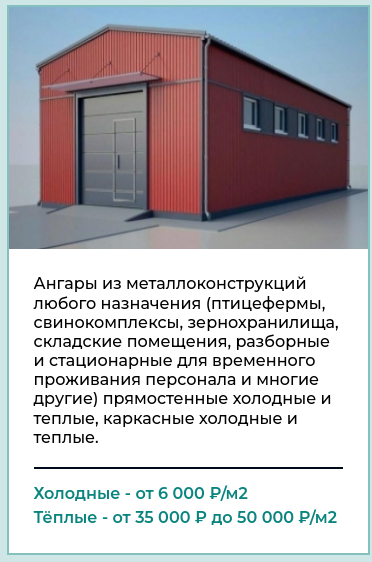 Ангары из металлоконструкций
любого назначения (птицефермы,
свинокомплексы, зернохранилища,
складские помещения, разборные
и стационарные для временного
проживания персонала и многие
другие) прямостенные холодные и
теплые, каркасные холодные и
теплые.
Холодные - от 6 000 ₽/м2
Тёплые - от 35 000 ₽ до 50 000 ₽/м2